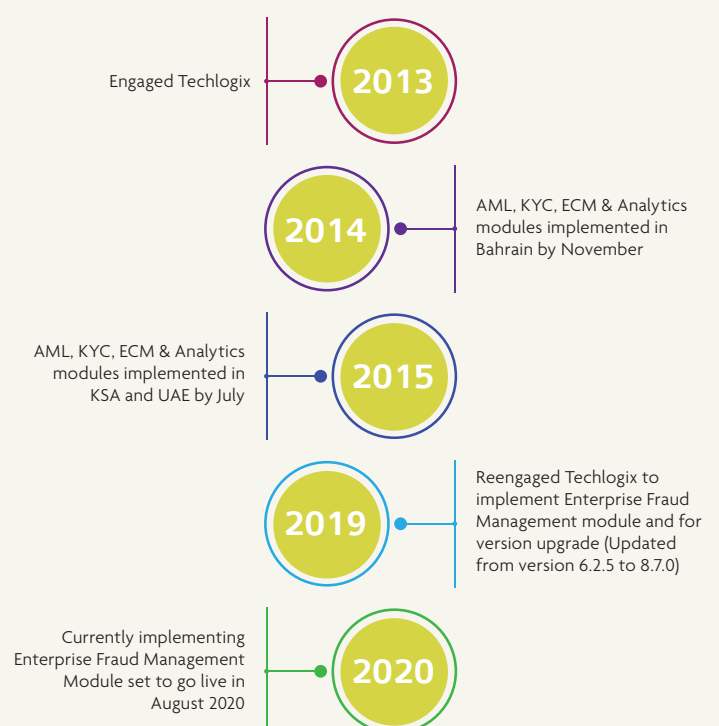 Engaged Techlogix
2013
2014
AML, KYC, ECM & Analytics
modules implemented in
Bahrain by November
AML, KYC, ECM & Analytics
modules implemented in
KSA and UAE by July
2015
2019
Reengaged Techlogix to
implement Enterprise Fraud
Management module and for
version upgrade (Updated
from version 6.2.5 to 8.7.0)
Currently implementing
Enterprise Fraud Management
Module set to go live in
August 2020
2020